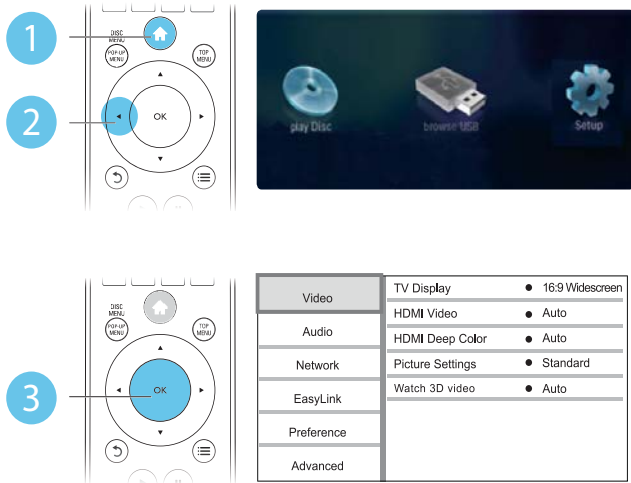 1
DISC
MENU
POP-UP
MENU
TOP
MENU
2
OK
play Disc
browse USB
Setup
DISC
MENU
POP-UP
MENU
TOP
MENU
3
OK
Video
Audio
Network
EasyLink
Preference
Advanced
TV Display ● 16:9 Widescreen
HDMI Video ● Auto
HDMI Deep Color ● Auto
Picture Settings ● Standard
Watch 3D video ● Auto